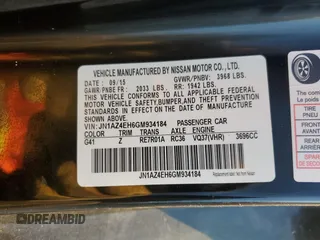 VEHICLE MANUFACTURED BY NISSAN MOTOR CO., LTD.
DATE: 09/15 GVWR/PNBV: 3968 LBS.
GAWR/PNBE FR: 2033 LBS. RR: 1942 LBS.
THIS VEHICLE CONFORMS TO ALL APPLICABLE FEDERAL
MOTOR VEHICLE SAFETY, BUMPER, AND THEFT
PREVENTION STANDARDS IN EFFECT ON THE DATE OF
MANUFACTURE SHOWN ABOVE.
VIN: JN1AZ4EH6GM934184 PASSENGER CAR
COLOR TRIM TRANS AXLE ENGINE
G41 Z RE7R01A RC36 VQ37(VHR) 3696CC
JN1AZ4EH6GM934184
TIRE
PNEU
DREAMBID